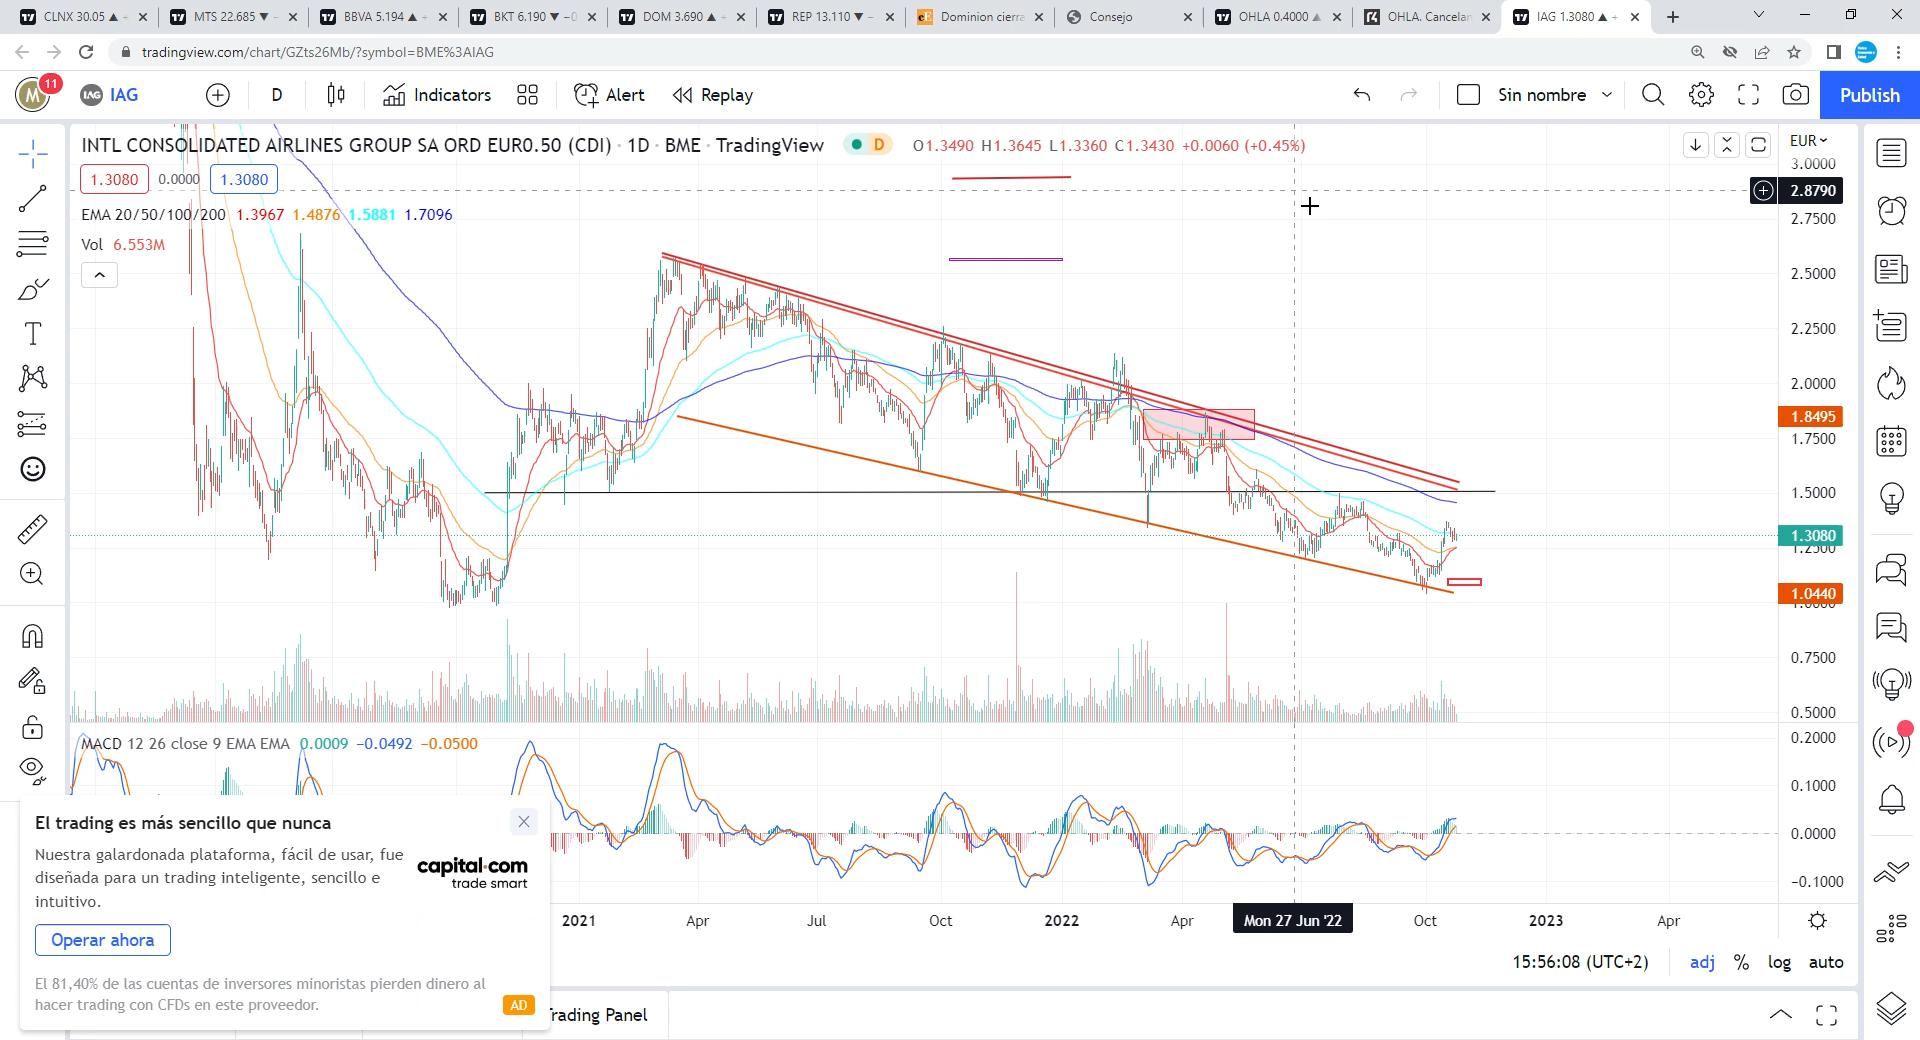 CLNX 30.05 ▲ +
MTS 22.685 ▼ −
BBVA 5.194 ▲ +
BKT 6.190 ▼ −0
DOM 3.690 ▲ +
REP 13.110 ▼ −
cE Dominion cierra
Consejo
OHLA 0.4000 ▲
OHLA. Cancelan
IAG 1.3080 ▲ +
tradingview.com/chart/GZts26Mb/?symbol=BME%3AIAG
M
11
IAG IAG
D
Indicators
Alert
Replay
Sin nombre
Publish
INTL CONSOLIDATED AIRLINES GROUP SA ORD EUR0.50 (CDI) · 1D · BME · TradingView
D
O1.3490 H1.3645 L1.3360 C1.3430 +0.0060 (+0.45%)
1.3080 0.0000 1.3080
EMA 20/50/100/200 1.3967 1.4876 1.5881 1.7096
Vol 6.553M
EUR
3.0000
2.8790
2.7500
2.5000
2.2500
2.0000
1.8495
1.7500
1.5000
1.3080
1.2500
1.0440
1.0000
0.7500
0.5000
MACD 12 26 close 9 EMA EMA 0.0009 −0.0492 −0.0500
0.2000
0.1000
0.0000
−0.1000
El trading es más sencillo que nunca
Nuestra galardonada plataforma, fácil de usar, fue
diseñada para un trading inteligente, sencillo e
intuitivo.
capital·com
trade smart
Operar ahora
El 81,40% de las cuentas de inversores minoristas pierden dinero al
hacer trading con CFDs en este proveedor.
AD
2021
Apr
Jul
Oct
2022
Apr
Mon 27 Jun '22
Oct
2023
Apr
15:56:08 (UTC+2)
adj % log auto
Trading Panel